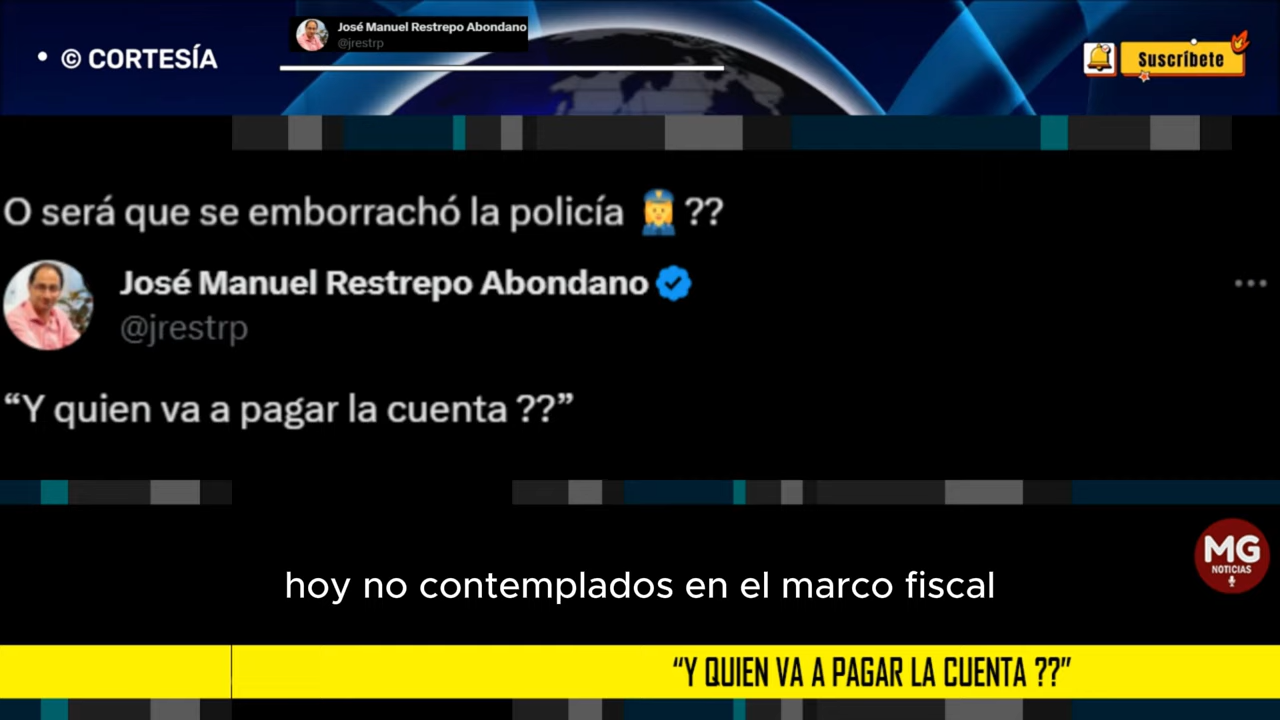 José Manuel Restrepo Abondano
@jrestrp
• © CORTESÍA
Suscríbete
O será que se emborrachó la policía 👮‍♀️??
José Manuel Restrepo Abondano
@jrestrp
“Y quien va a pagar la cuenta ??”
hoy no contemplados en el marco fiscal
MG
NOTICIAS
“Y QUIEN VA A PAGAR LA CUENTA ??”